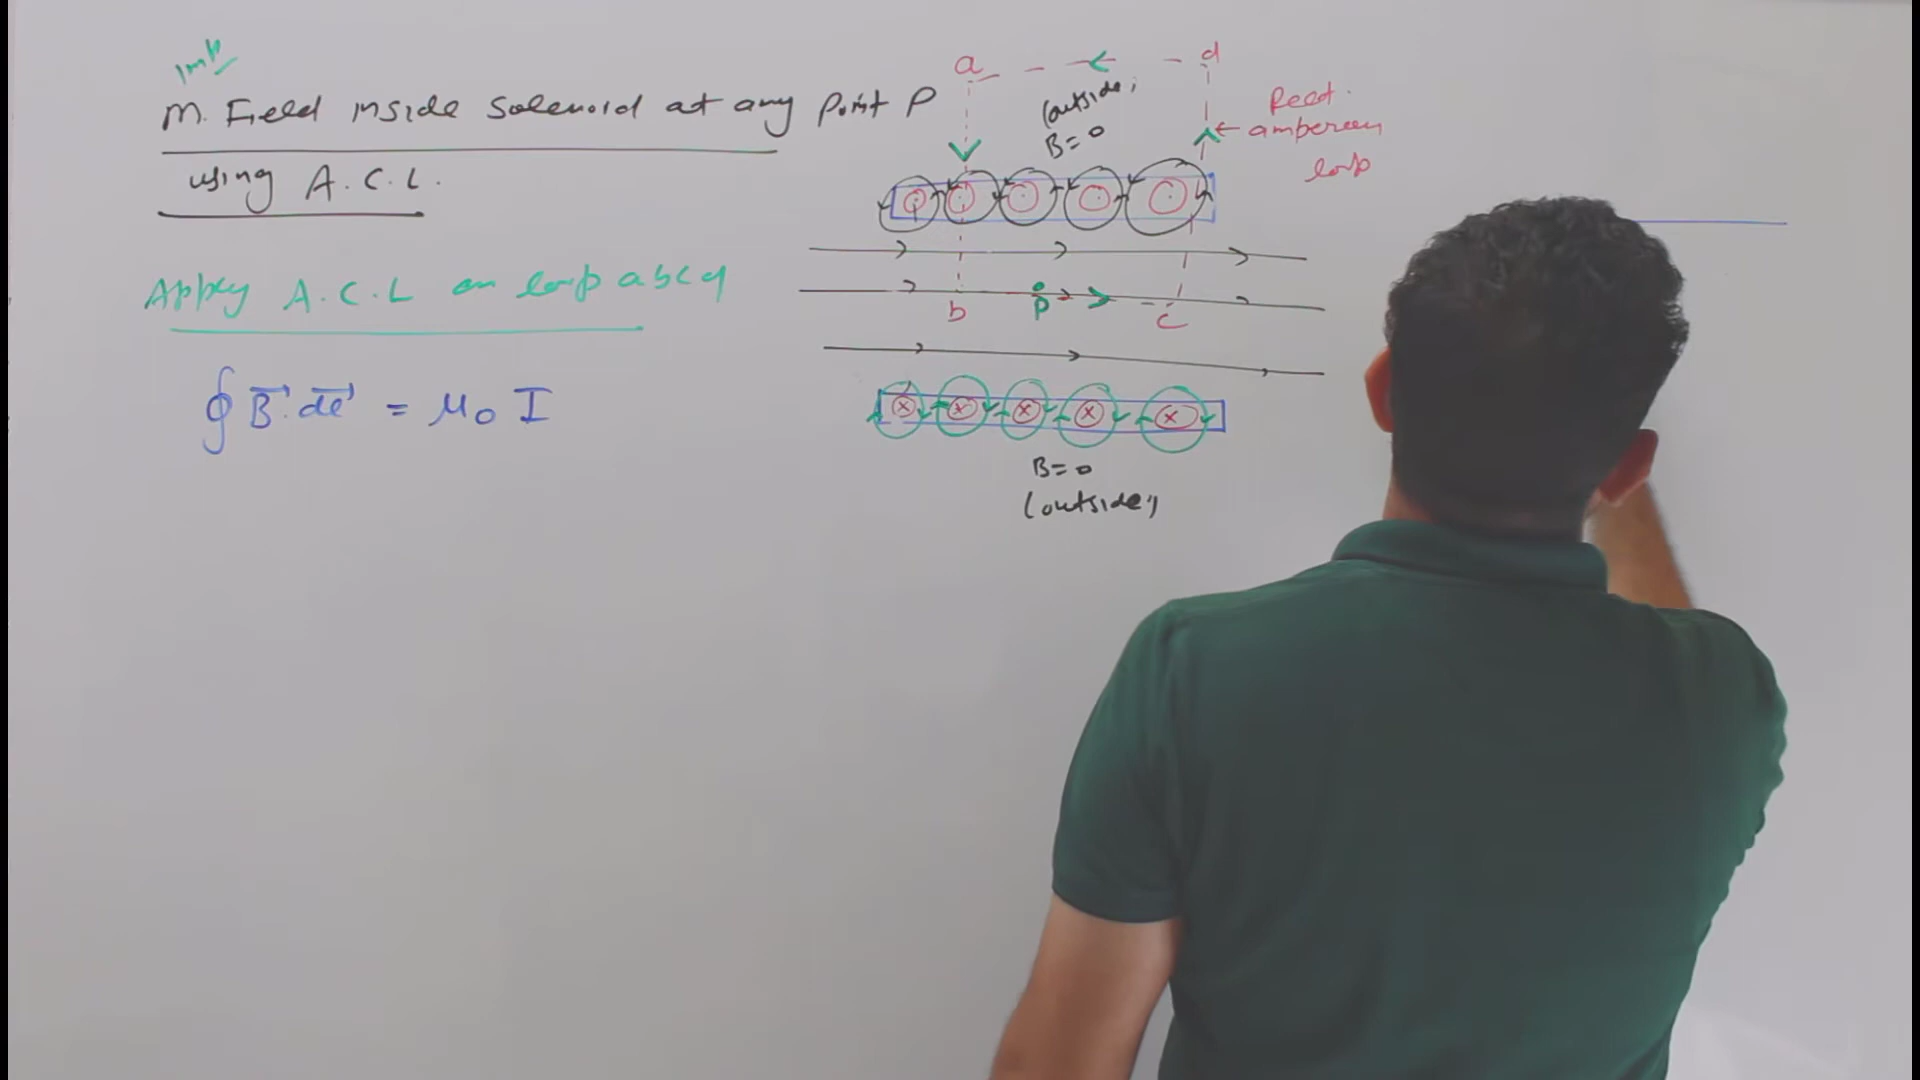 Imp
M. Field inside Solenoid at any Point P
using A.C.L.
Apply A.C.L on loop abcd
∮ B⃗ · dl⃗ = μ₀ I
a
d
(outside)
B = 0
Rect.
amperean
loop
b
P
c
B = 0
(outside)